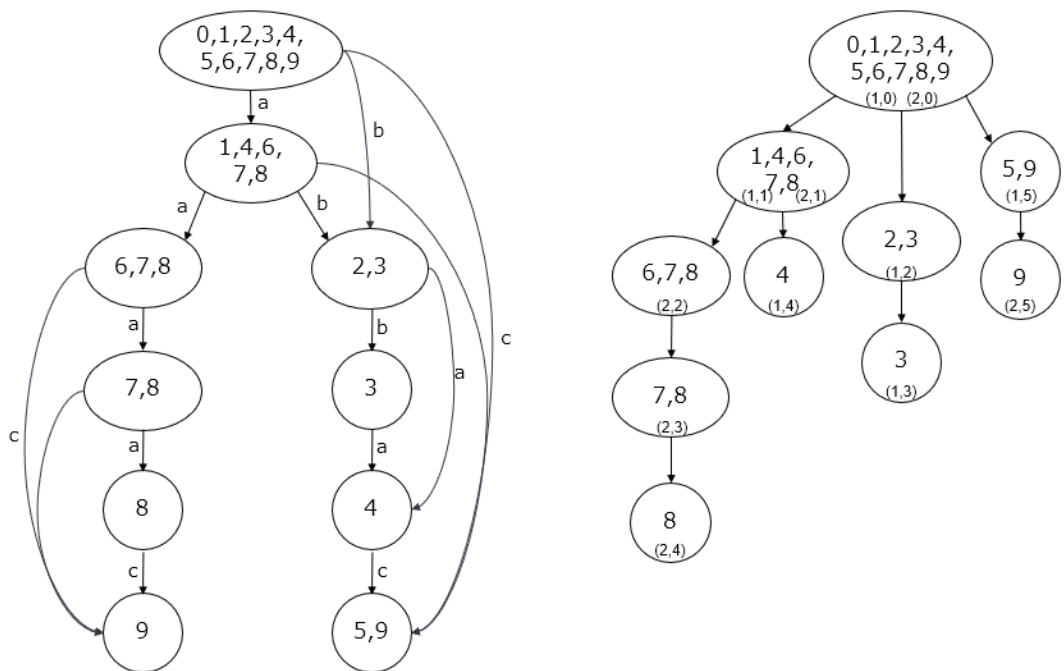 0,1,2,3,4,
5,6,7,8,9
a
b
1,4,6,
7,8
a
b
6,7,8
2,3
a
b
c
a
7,8
3
c
a
a
8
4
c
c
9
5,9
0,1,2,3,4,
5,6,7,8,9
(1,0) (2,0)
1,4,6,
7,8
(1,1) (2,1)
5,9
(1,5)
2,3
(1,2)
6,7,8
(2,2)
4
(1,4)
9
(2,5)
3
(1,3)
7,8
(2,3)
8
(2,4)